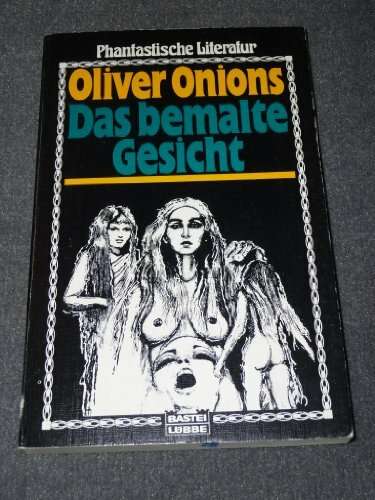 Phantastische Literatur
Oliver Onions
Das bemalte
Gesicht
BASTEI
LÜBBE